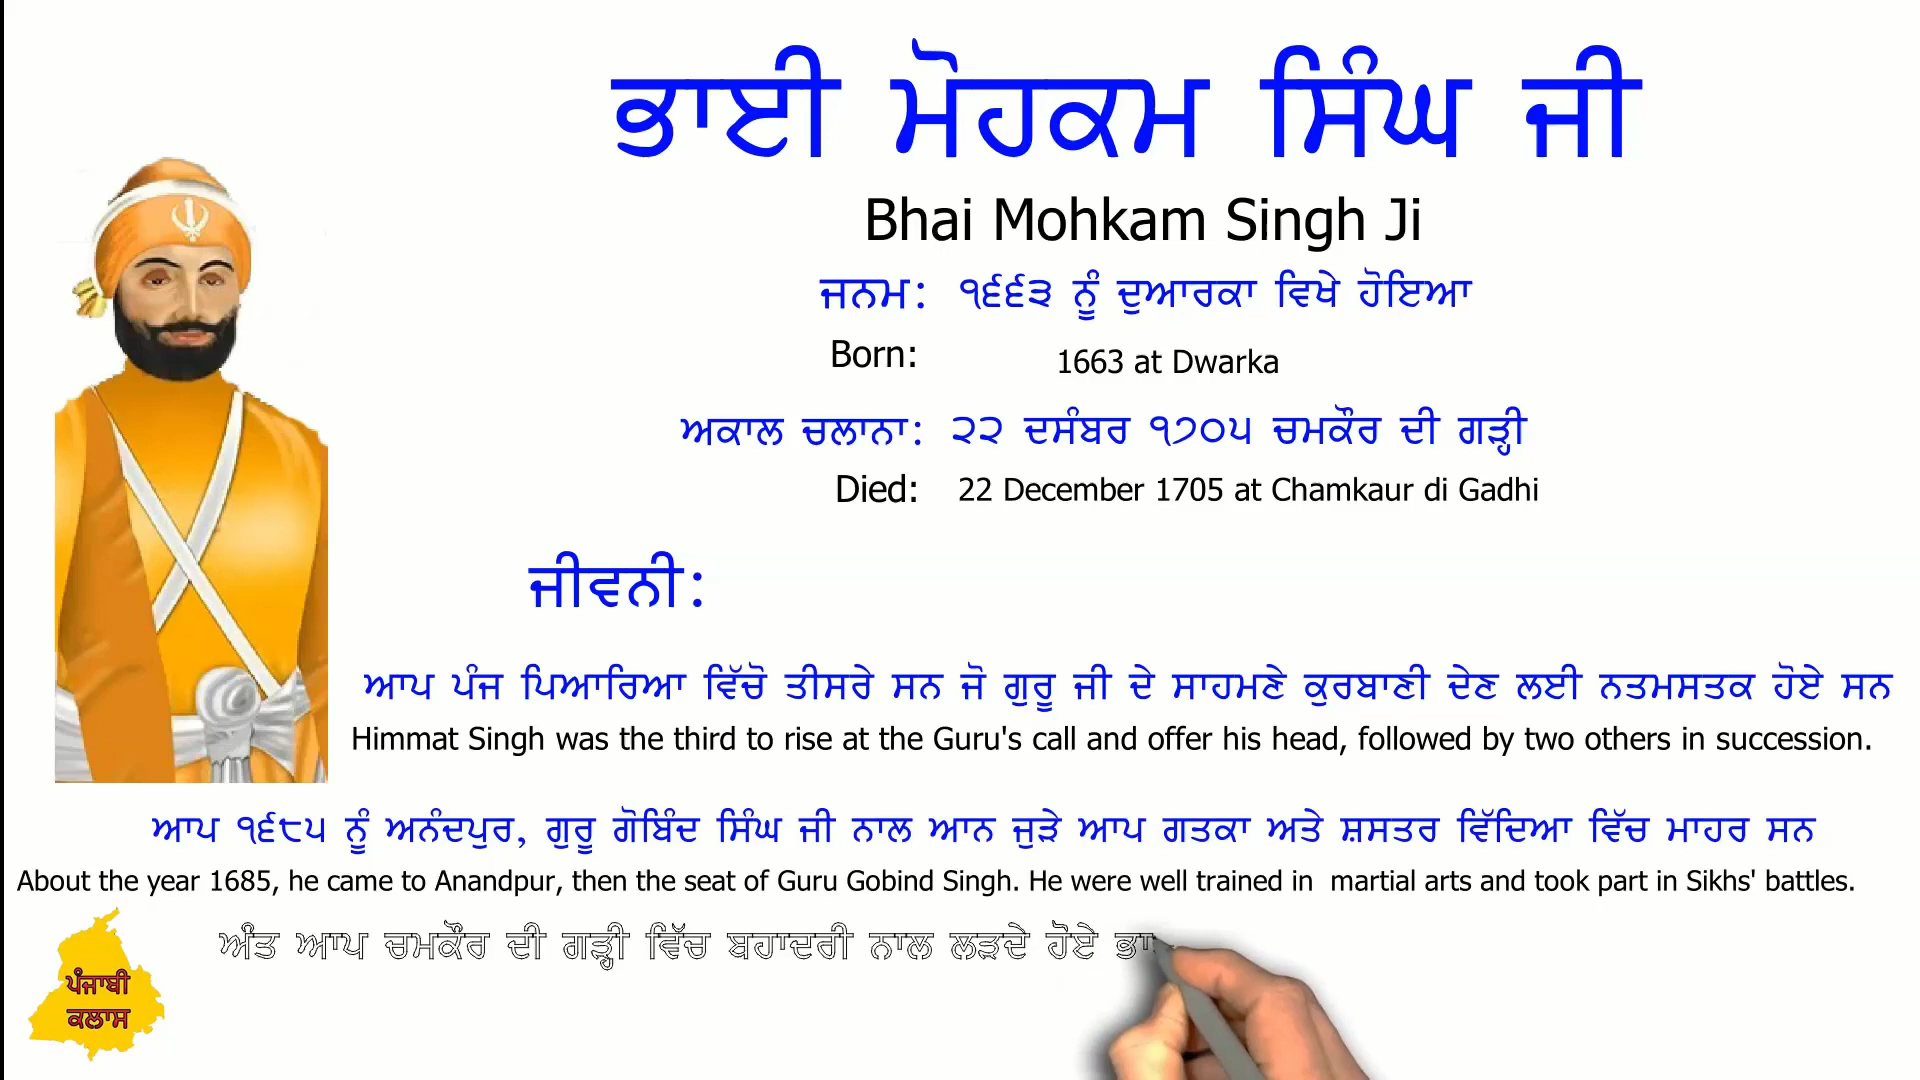 ਭਾਈ ਮੋਹਕਮ ਸਿੰਘ ਜੀ
Bhai Mohkam Singh Ji
ਜਨਮ: ੧੬੬੩ ਨੂੰ ਦੁਆਰਕਾ ਵਿਖੇ ਹੋਇਆ
Born: 1663 at Dwarka
ਅਕਾਲ ਚਲਾਨਾ: ੨੨ ਦਸੰਬਰ ੧੭੦੫ ਚਮਕੌਰ ਦੀ ਗੜ੍ਹੀ
Died: 22 December 1705 at Chamkaur di Gadhi
ਜੀਵਨੀ:
ਆਪ ਪੰਜ ਪਿਆਰਿਆ ਵਿੱਚੋ ਤੀਸਰੇ ਸਨ ਜੋ ਗੁਰੂ ਜੀ ਦੇ ਸਾਹਮਣੇ ਕੁਰਬਾਣੀ ਦੇਣ ਲਈ ਨਤਮਸਤਕ ਹੋਏ ਸਨ
Himmat Singh was the third to rise at the Guru's call and offer his head, followed by two others in succession.
ਆਪ ੧੬੮੫ ਨੂੰ ਅਨੰਦਪੁਰ, ਗੁਰੂ ਗੋਬਿੰਦ ਸਿੰਘ ਜੀ ਨਾਲ ਆਨ ਜੁੜੇ ਆਪ ਗਤਕਾ ਅਤੇ ਸ਼ਸਤਰ ਵਿੱਦਿਆ ਵਿੱਚ ਮਾਹਰ ਸਨ
About the year 1685, he came to Anandpur, then the seat of Guru Gobind Singh. He were well trained in martial arts and took part in Sikhs' battles.
ਅੰਤ ਆਪ ਚਮਕੌਰ ਦੀ ਗੜ੍ਹੀ ਵਿੱਚ ਬਹਾਦਰੀ ਨਾਲ ਲੜਦੇ ਹੋਏ
ਪੰਜਾਬੀ
ਕਲਾਸ